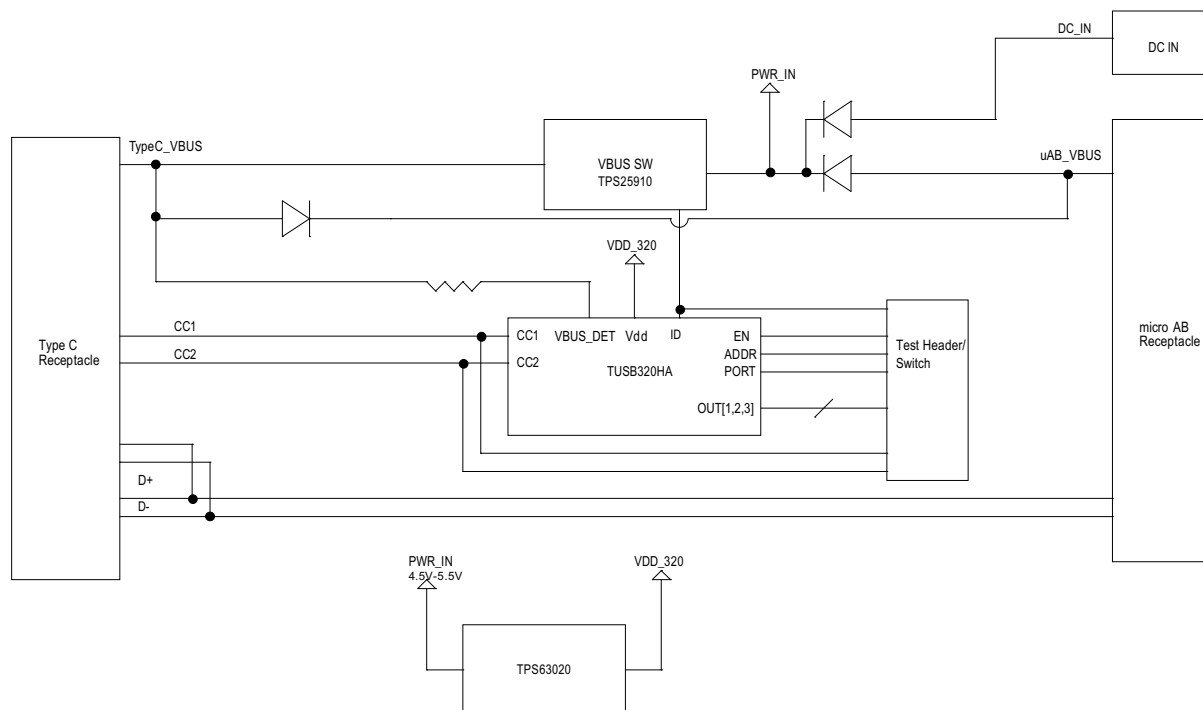 DC_IN
DC IN
PWR_IN
TypeC_VBUS
VBUS SW
TPS25910
uAB_VBUS
VDD_320
CC1
CC2
Type C
Receptacle
CC1
CC2
VBUS_DET
Vdd
ID
EN
ADDR
PORT
TUSB320HA
OUT[1,2,3]
Test Header/
Switch
micro AB
Receptacle
D+
D-
PWR_IN
4.5V-5.5V
VDD_320
TPS63020